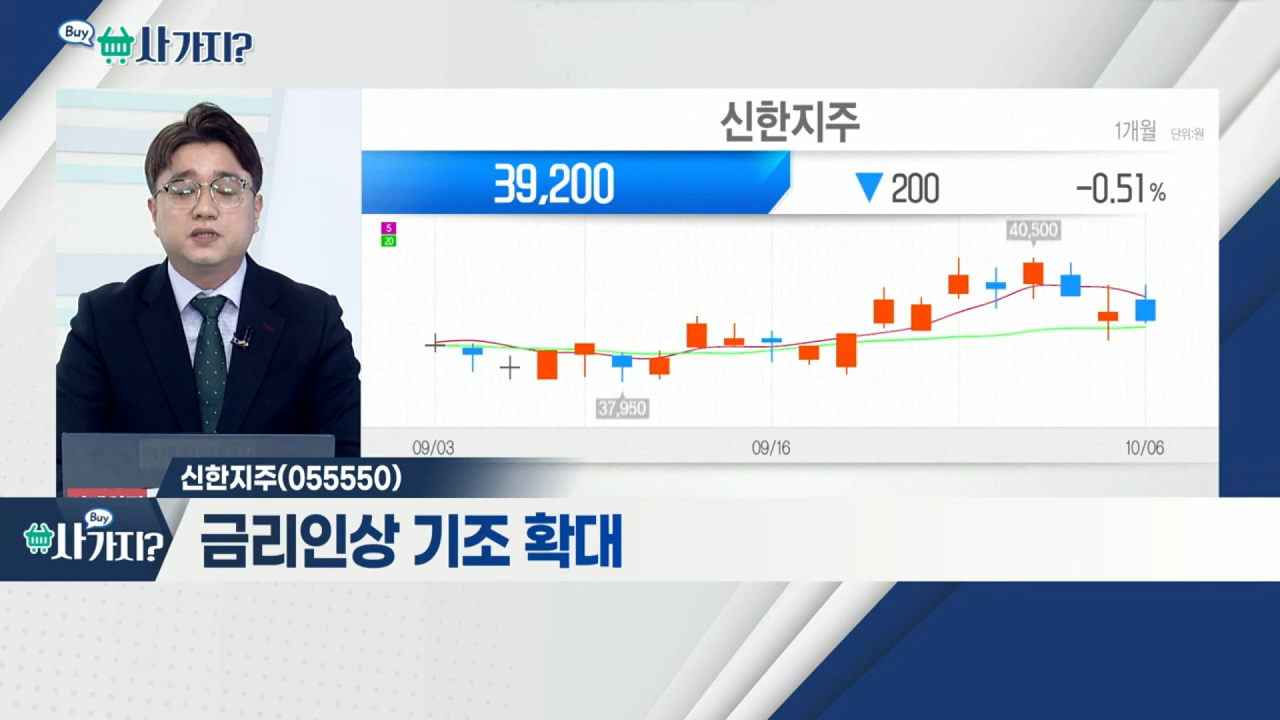 Buy
사가지?
신한지주
1개월 단위:원
39,200 ▼200 -0.51%
5
20
40,500
37,950
09/03 09/16 10/06
신한지주(055550)
Buy
사가지?
금리인상 기조 확대